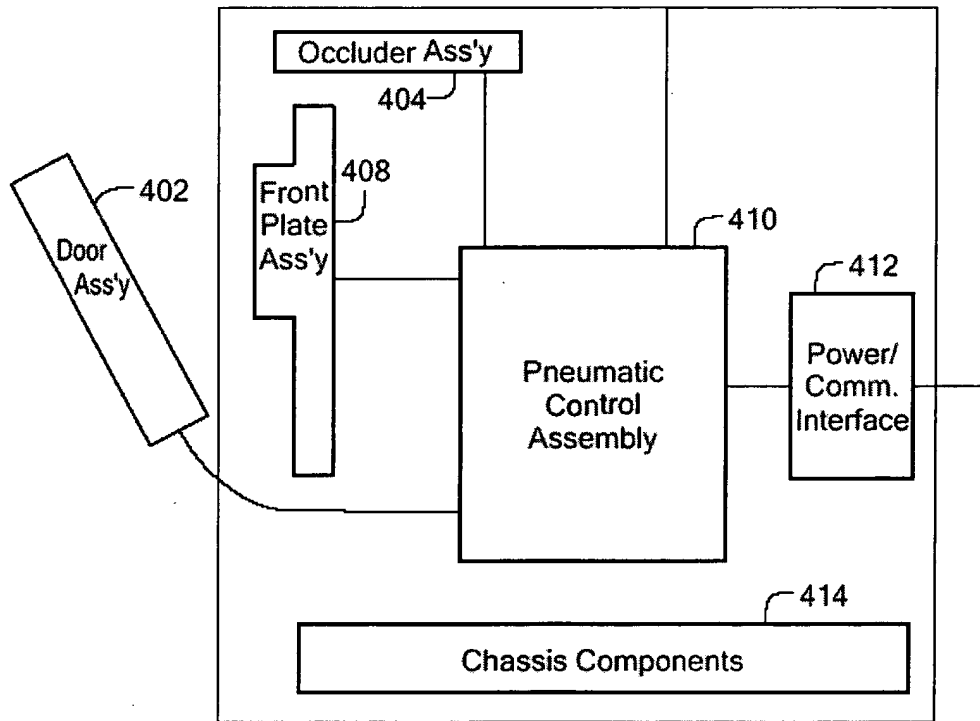 Occluder Ass'y
404
402
Door
Ass'y
408
Front
Plate
Ass'y
410
Pneumatic
Control
Assembly
412
Power/
Comm.
Interface
414
Chassis Components